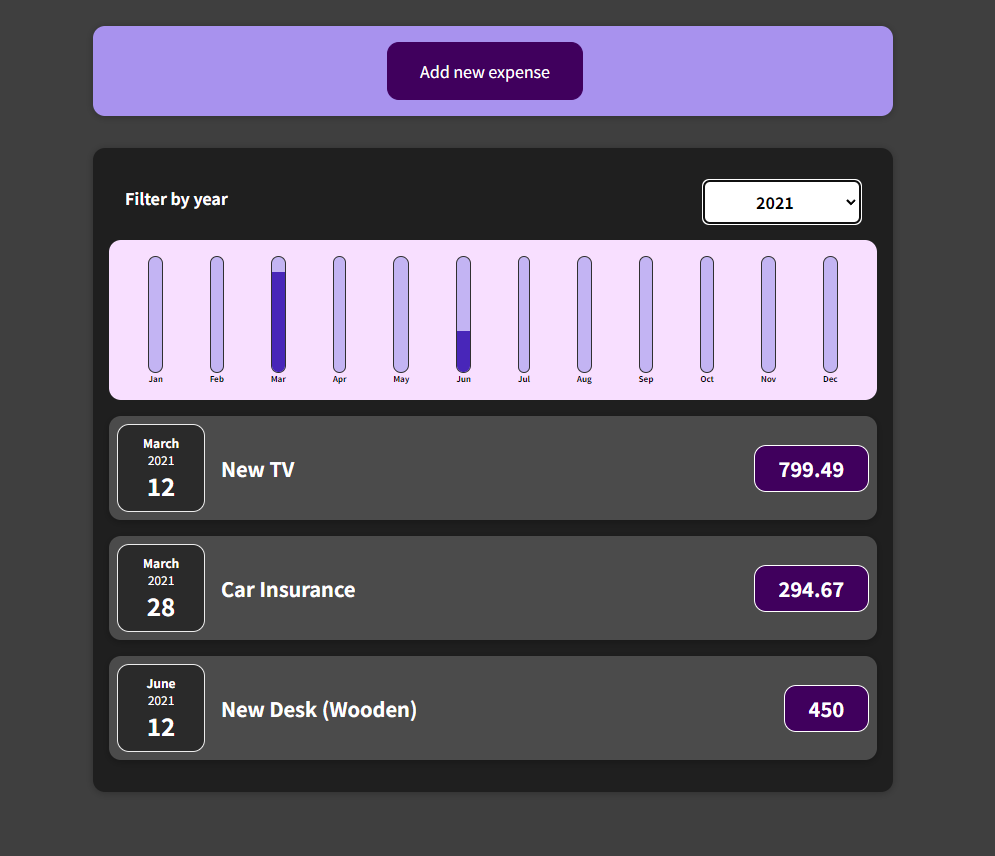 Add new expense
Filter by year
2021
Jan Feb Mar Apr May Jun Jul Aug Sep Oct Nov Dec
March
2021
12
New TV
799.49
March
2021
28
Car Insurance
294.67
June
2021
12
New Desk (Wooden)
450